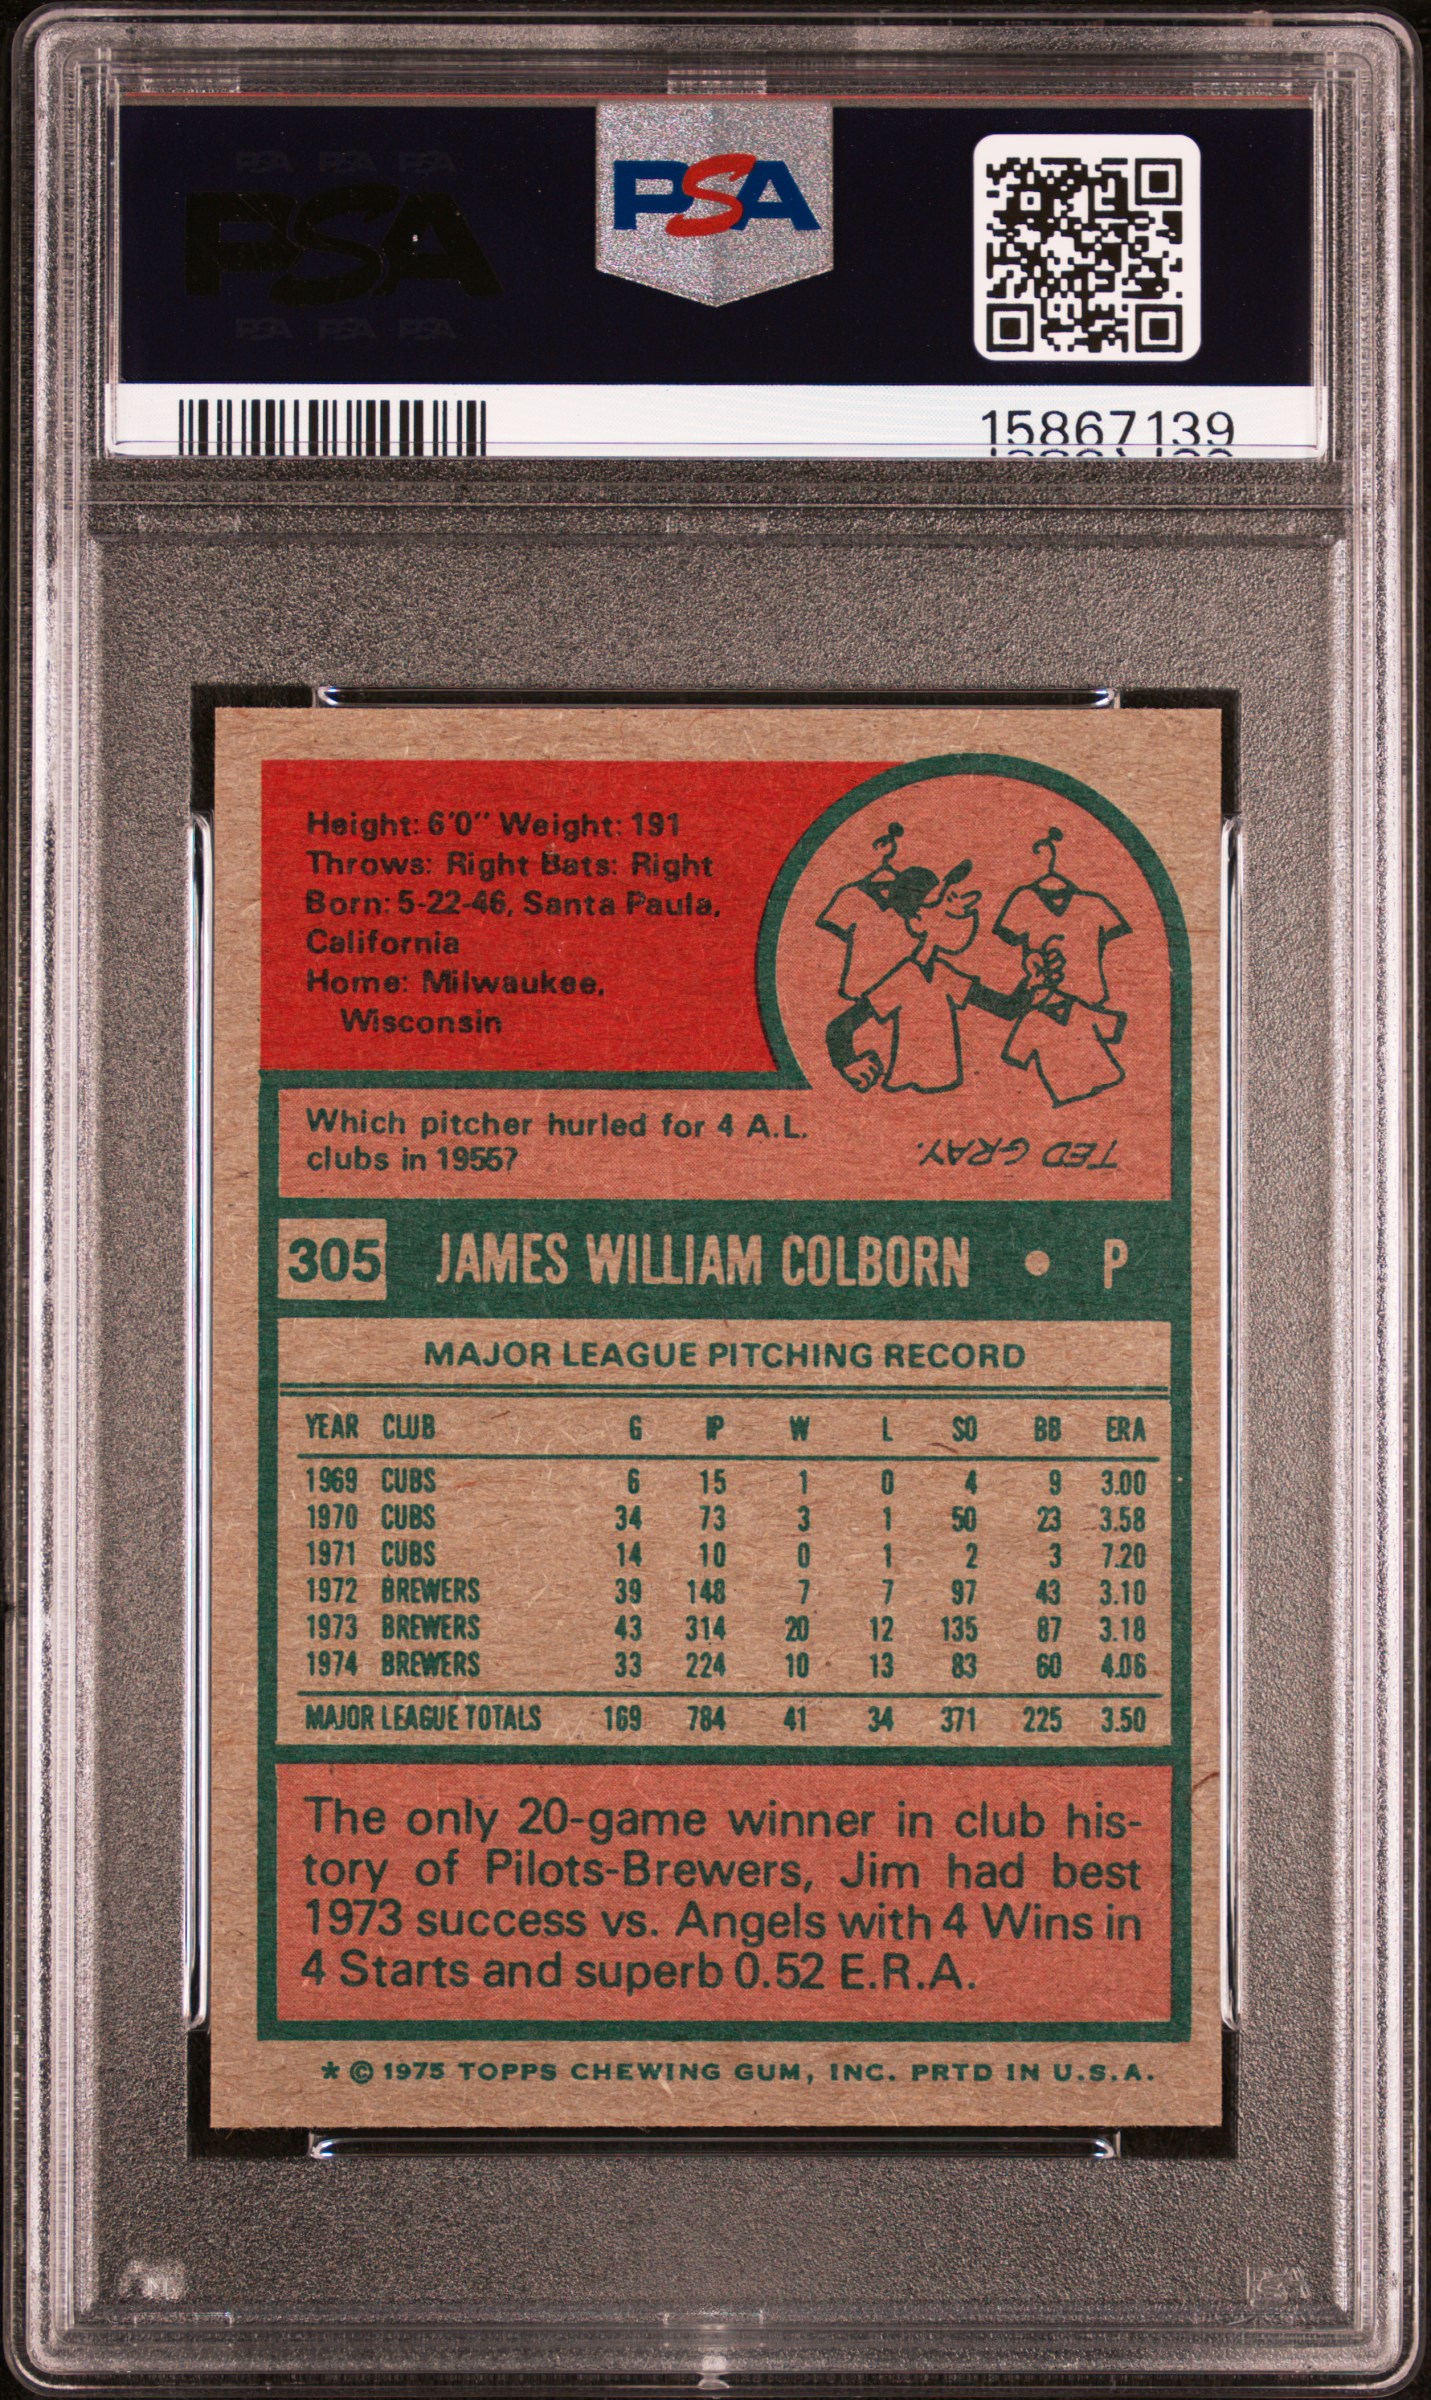 PSA PSA PSA
PSA
PSA PSA PSA
PSA
15867139
Height: 6'0" Weight: 191
Throws: Right Bats: Right
Born: 5-22-46, Santa Paula,
California
Home: Milwaukee,
Wisconsin
Which pitcher hurled for 4 A.L.
clubs in 1955?
TED GRAY.
305 JAMES WILLIAM COLBORN • P
MAJOR LEAGUE PITCHING RECORD
YEAR CLUB G IP W L SO BB ERA
1969 CUBS 6 15 1 0 4 9 3.00
1970 CUBS 34 73 3 1 50 23 3.58
1971 CUBS 14 10 0 1 2 3 7.20
1972 BREWERS 39 148 7 7 97 43 3.10
1973 BREWERS 43 314 20 12 135 87 3.18
1974 BREWERS 33 224 10 13 83 60 4.06
MAJOR LEAGUE TOTALS 169 784 41 34 371 225 3.50
The only 20-game winner in club his-
tory of Pilots-Brewers, Jim had best
1973 success vs. Angels with 4 Wins in
4 Starts and superb 0.52 E.R.A.
* © 1975 TOPPS CHEWING GUM, INC. PRTD IN U.S.A.